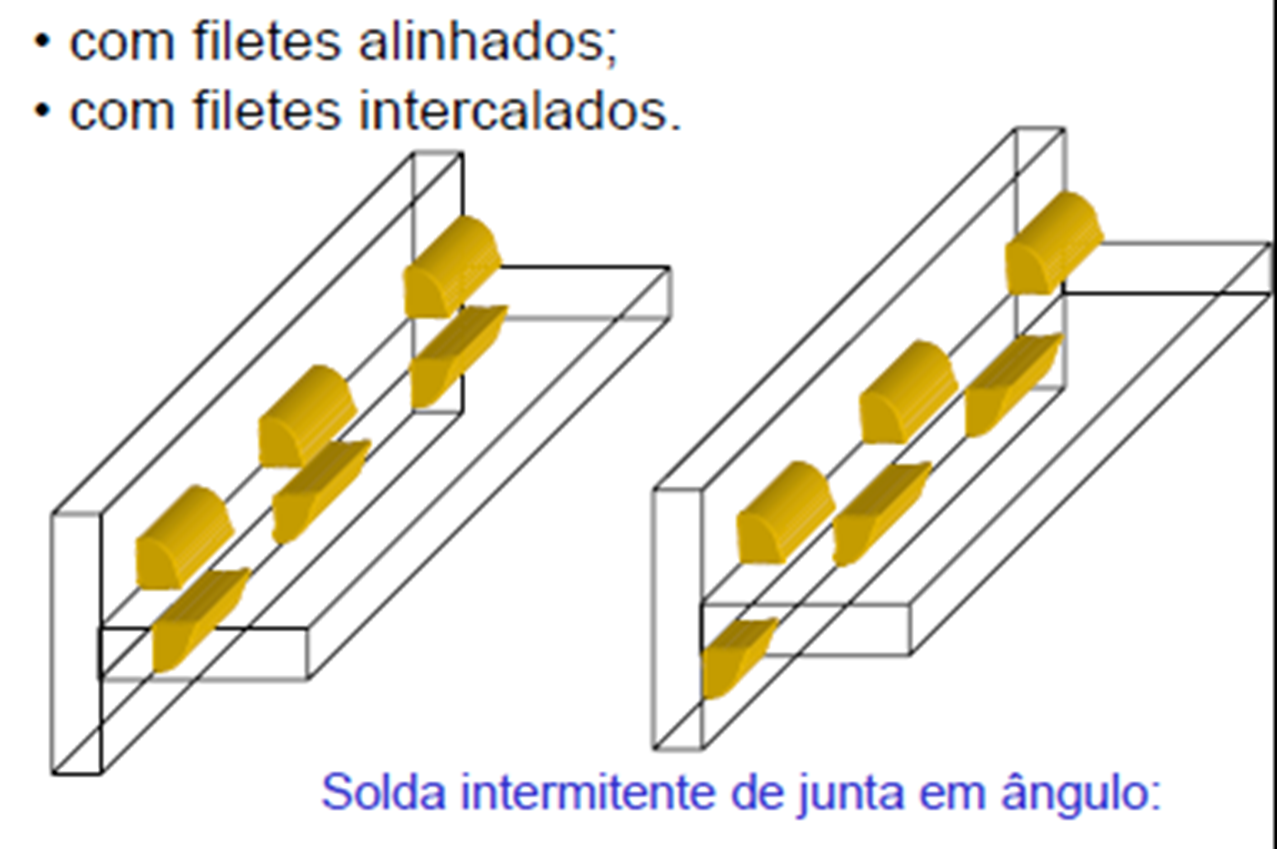 • com filetes alinhados;
• com filetes intercalados.
Solda intermitente de junta em ângulo: